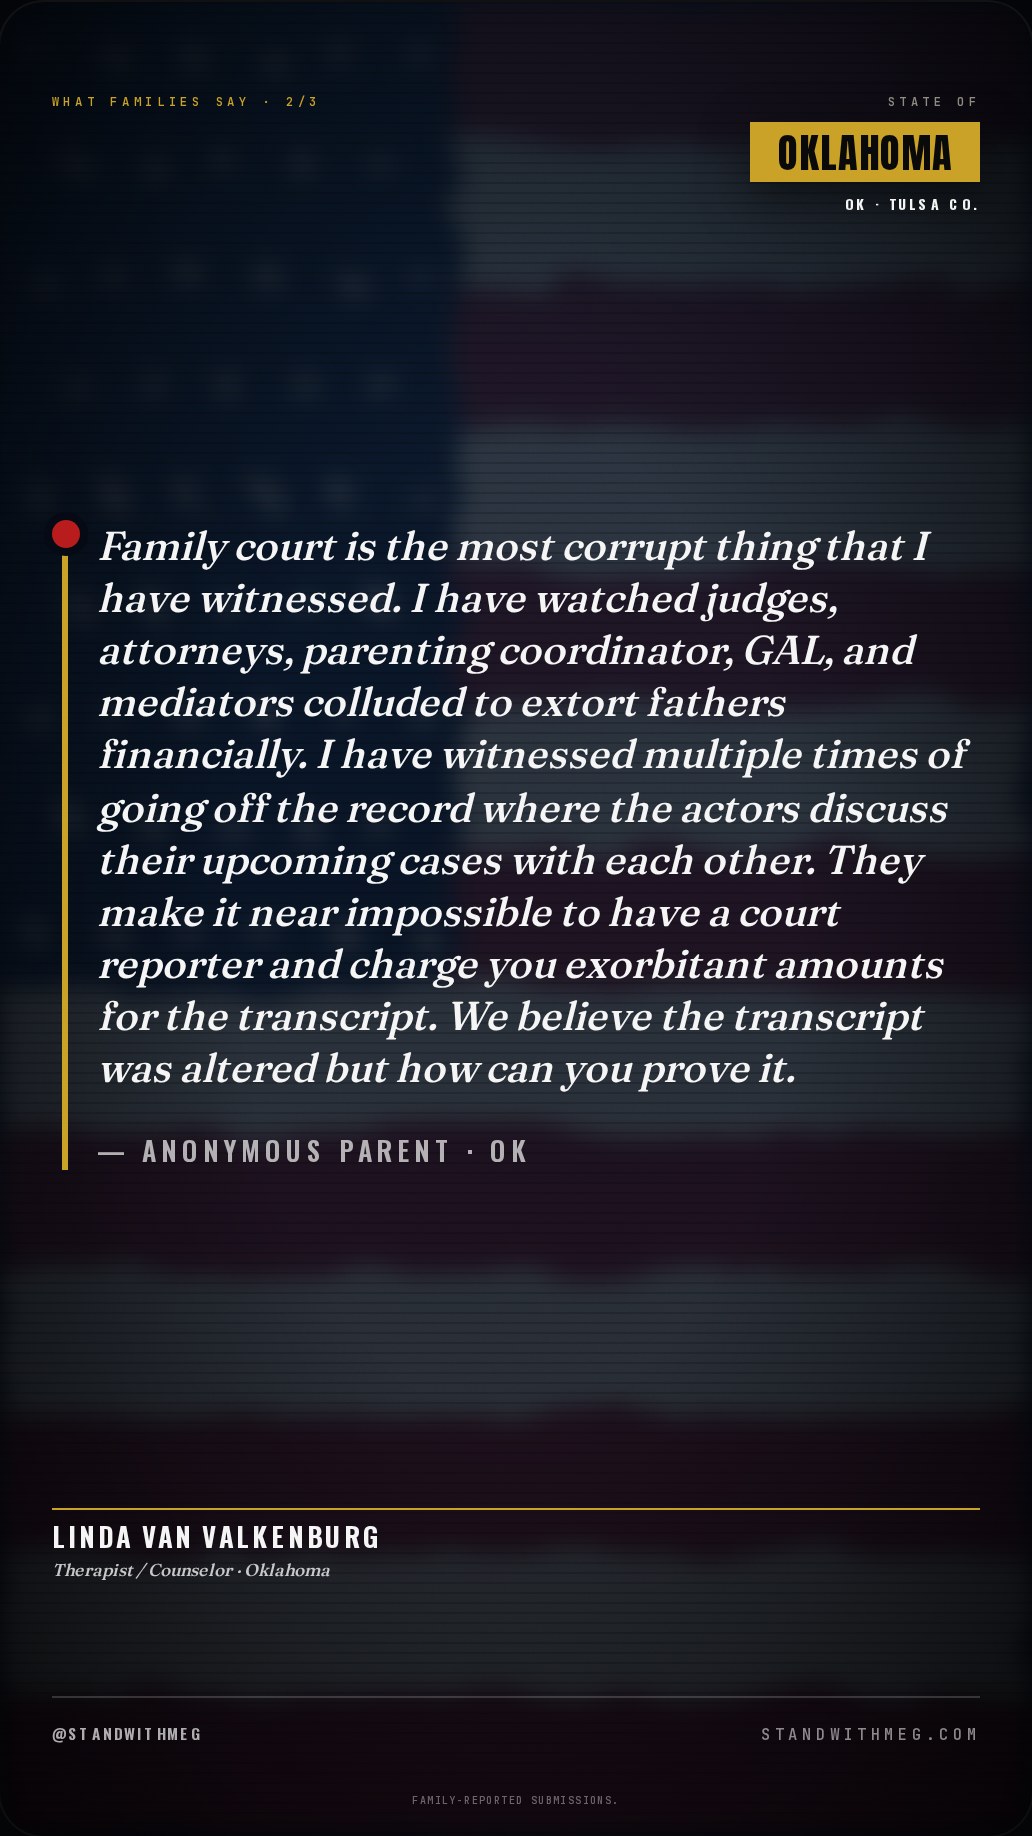 WHAT FAMILIES SAY · 2/3
STATE OF
OKLAHOMA
OK · TULSA CO.
Family court is the most corrupt thing that I
have witnessed. I have watched judges,
attorneys, parenting coordinator, GAL, and
mediators colluded to extort fathers
financially. I have witnessed multiple times of
going off the record where the actors discuss
their upcoming cases with each other. They
make it near impossible to have a court
reporter and charge you exorbitant amounts
for the transcript. We believe the transcript
was altered but how can you prove it.
— ANONYMOUS PARENT · OK
LINDA VAN VALKENBURG
Therapist / Counselor · Oklahoma
@STANDWITHMEG
STANDWITHMEG.COM
FAMILY-REPORTED SUBMISSIONS.